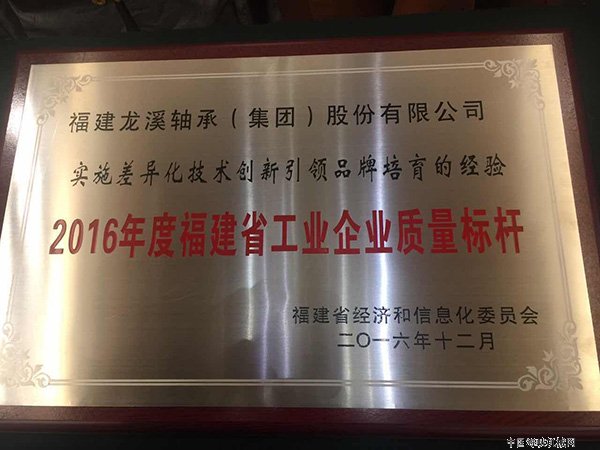 福建龙溪轴承（集团）股份有限公司
实施差异化技术创新引领品牌培育的经验
2016年度福建省工业企业质量标杆
福建省经济和信息化委员会
二〇一六年十二月